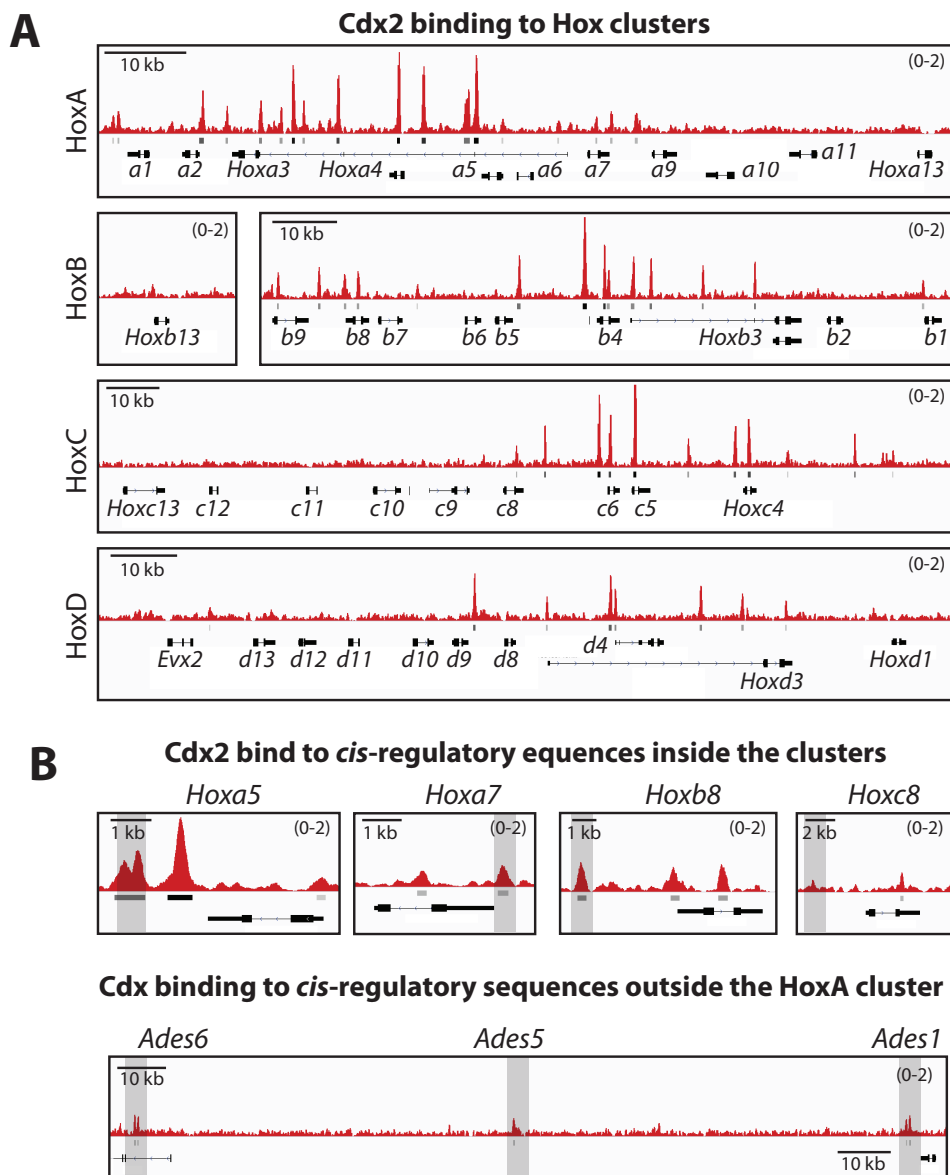 A
Cdx2 binding to Hox clusters
HoxA
10 kb
(0-2)
a1 a2 Hoxa3 Hoxa4 a5 a6 a7 a9 a10 a11 Hoxa13
HoxB
(0-2)
Hoxb13
10 kb
(0-2)
b9 b8 b7 b6 b5 b4 Hoxb3 b2 b1
HoxC
10 kb
(0-2)
Hoxc13 c12 c11 c10 c9 c8 c6 c5 Hoxc4
HoxD
10 kb
(0-2)
Evx2 d13 d12 d11 d10 d9 d8 d4 Hoxd3 Hoxd1
B
Cdx2 bind to cis-regulatory equences inside the clusters
Hoxa5 Hoxa7 Hoxb8 Hoxc8
1 kb (0-2) 1 kb (0-2) 1 kb (0-2) 2 kb (0-2)
Cdx binding to cis-regulatory sequences outside the HoxA cluster
Ades6 Ades5 Ades1
10 kb (0-2)
10 kb